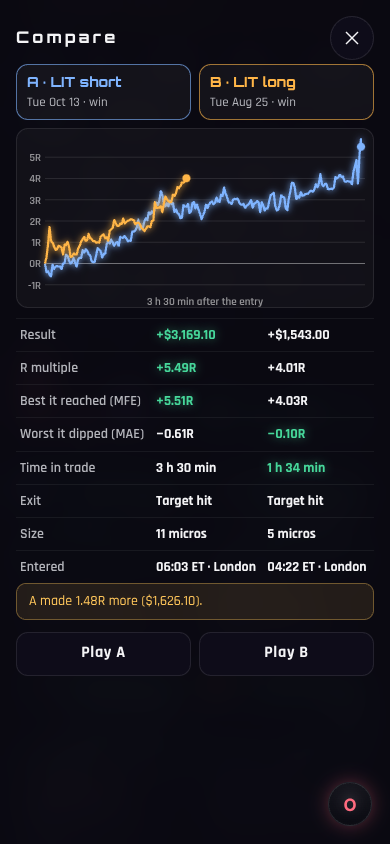 Compare
A · LIT short
Tue Oct 13 · win
B · LIT long
Tue Aug 25 · win
5R
4R
3R
2R
1R
0R
-1R
3 h 30 min after the entry
Result +$3,169.10 +$1,543.00
R multiple +5.49R +4.01R
Best it reached (MFE) +5.51R +4.03R
Worst it dipped (MAE) −0.61R −0.10R
Time in trade 3 h 30 min 1 h 34 min
Exit Target hit Target hit
Size 11 micros 5 micros
Entered 06:03 ET · London 04:22 ET · London
A made 1.48R more ($1,626.10).
Play A
Play B
O